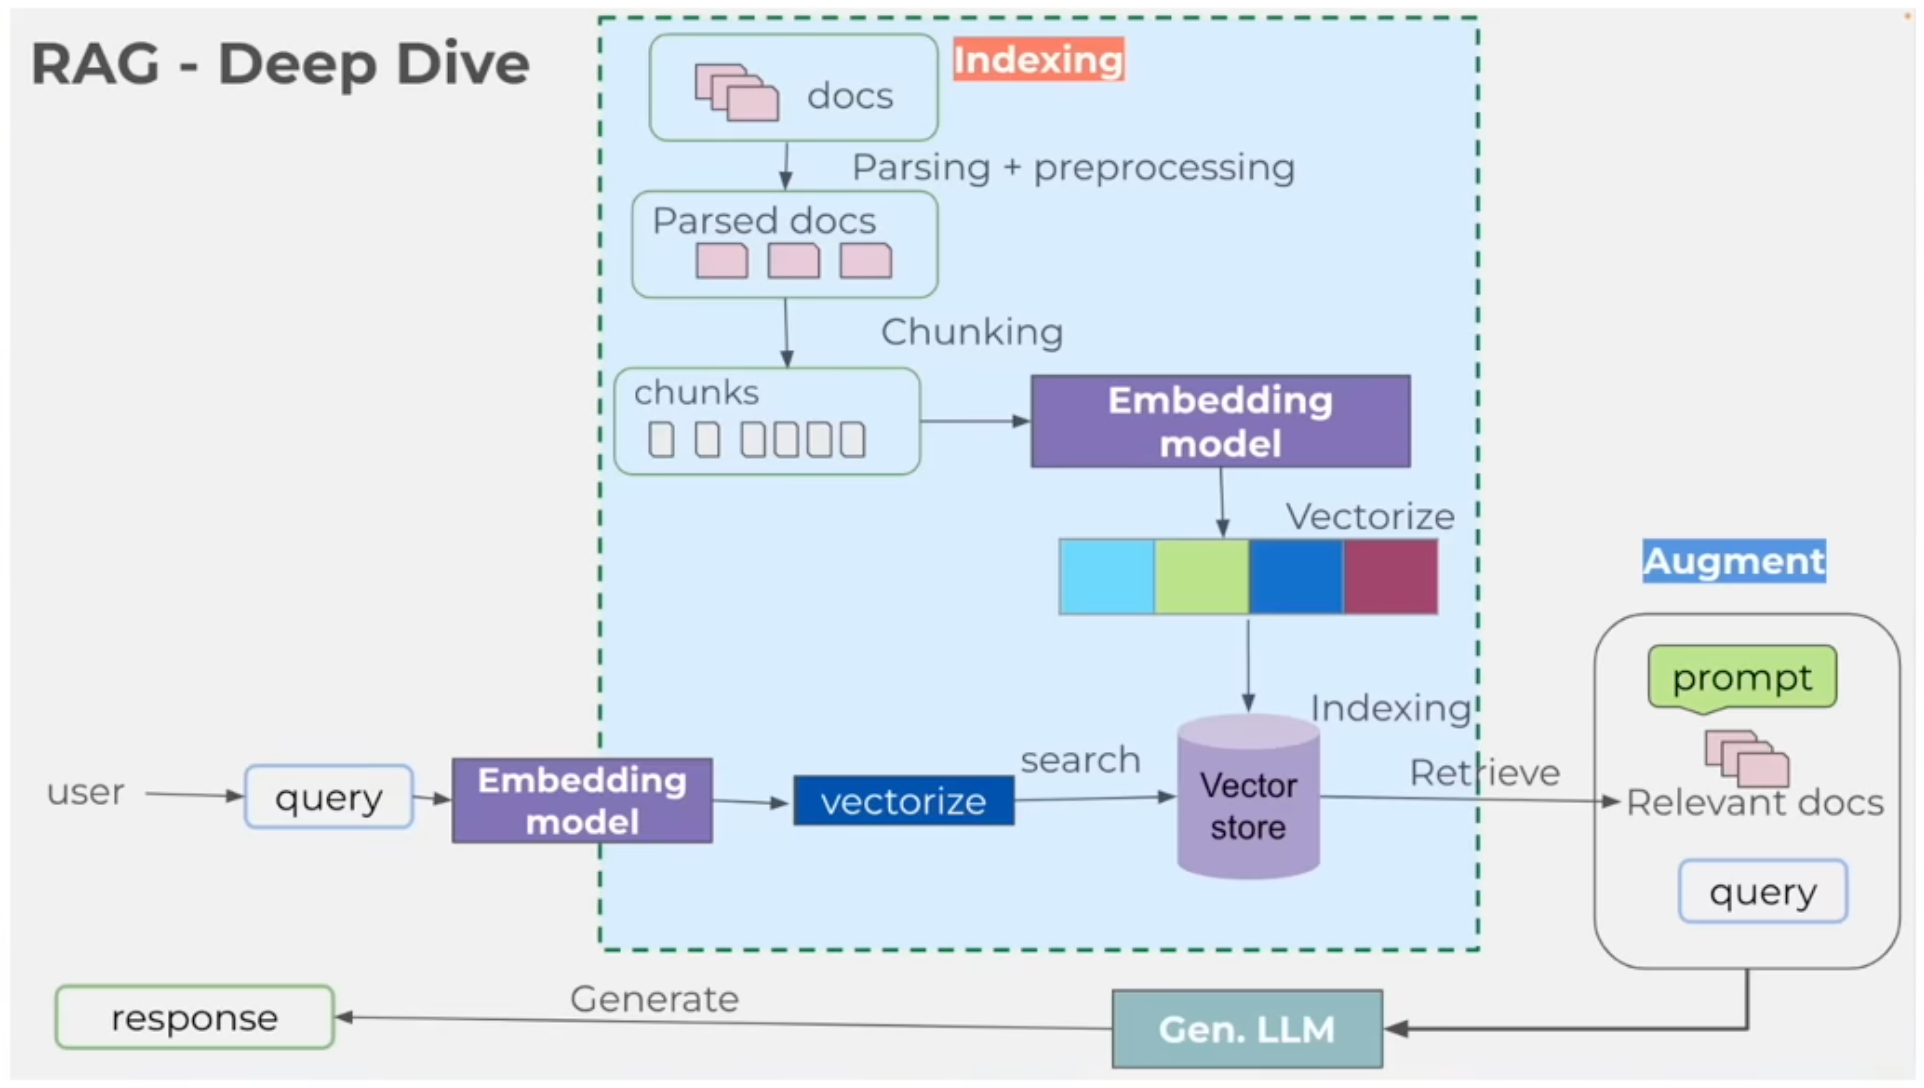 RAG - Deep Dive
Indexing
docs
Parsing + preprocessing
Parsed docs
Chunking
chunks
Embedding
model
Vectorize
Indexing
user
query
Embedding
model
vectorize
search
Vector
store
Retrieve
Augment
prompt
Relevant docs
query
Gen. LLM
Generate
response